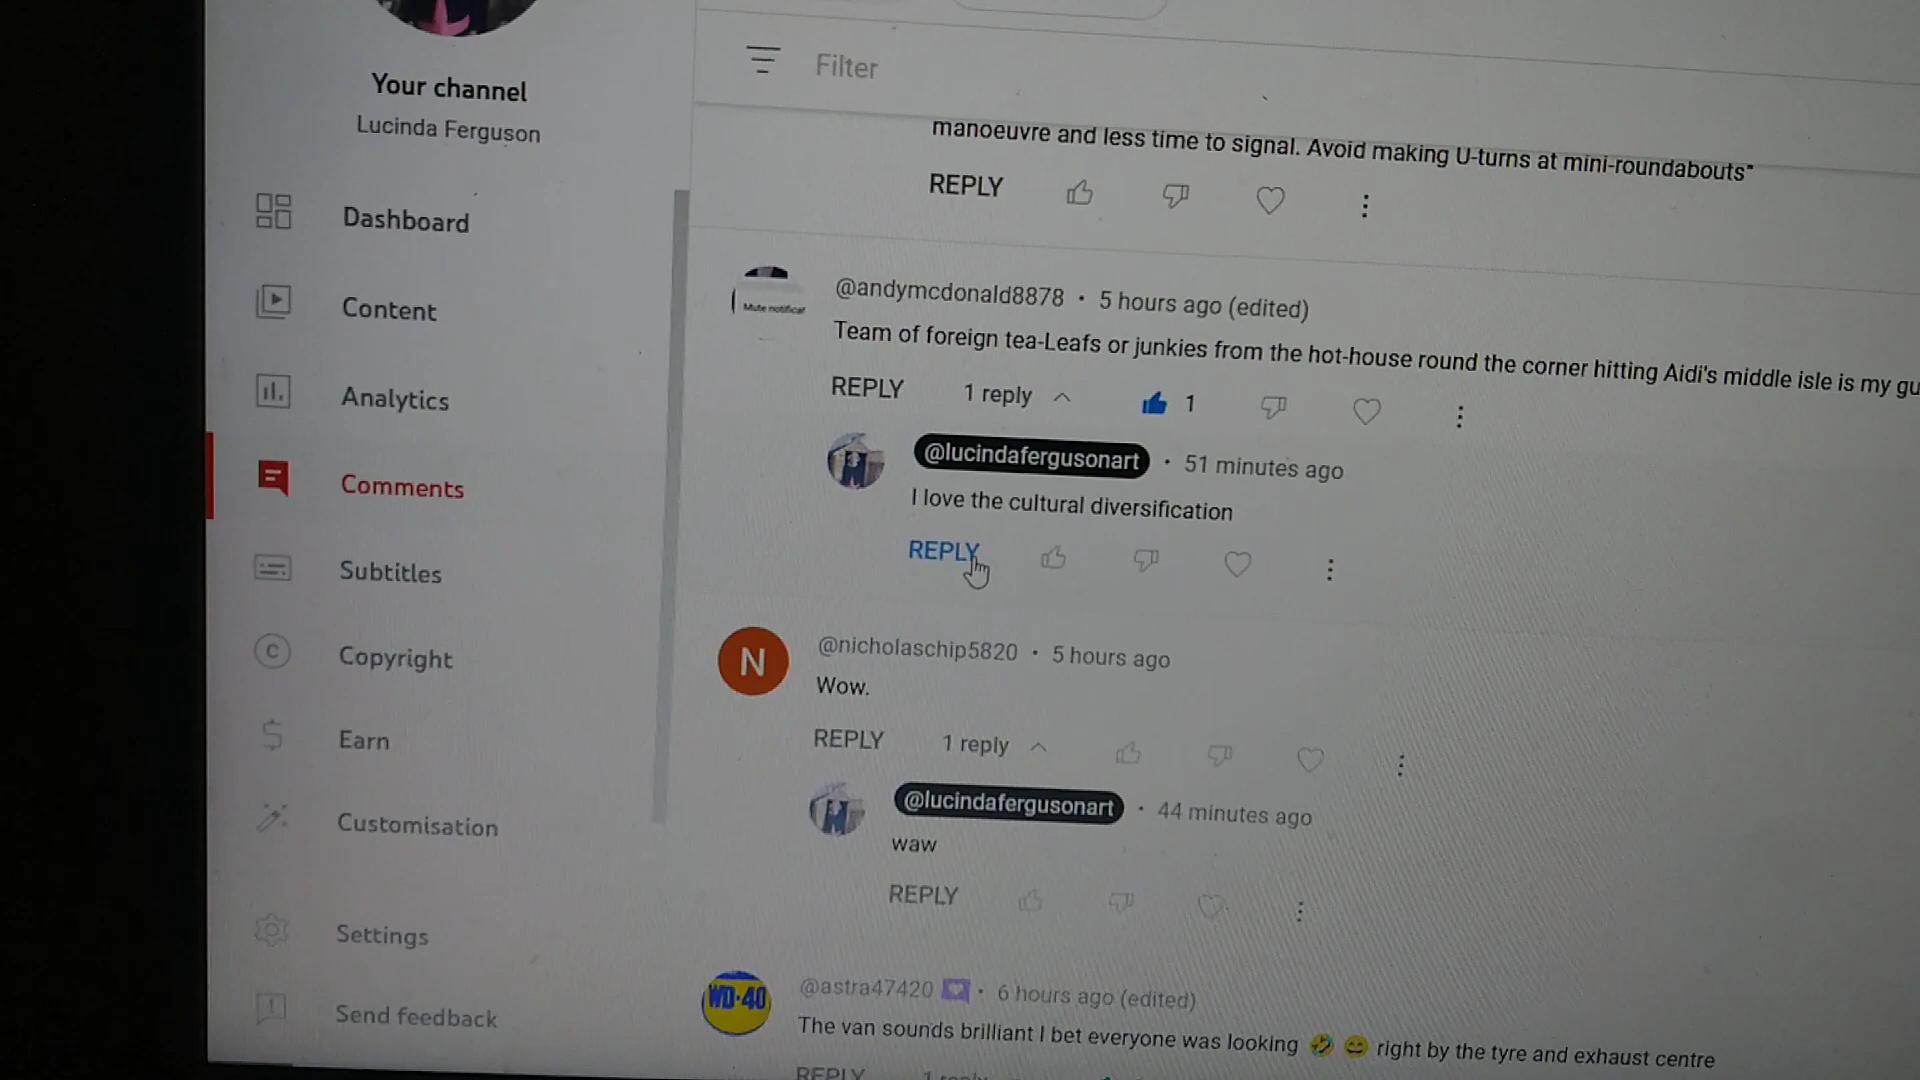 Your channel
Lucinda Ferguson
Dashboard
Content
Analytics
Comments
Subtitles
Copyright
Earn
Customisation
Settings
Send feedback
Filter
manoeuvre and less time to signal. Avoid making U-turns at mini-roundabouts"
REPLY
Mute notificat
@andymcdonald8878 • 5 hours ago (edited)
Team of foreign tea-Leafs or junkies from the hot-house round the corner hitting Aidi's middle isle is my gu
REPLY 1 reply 1
@lucindafergusonart • 51 minutes ago
I love the cultural diversification
REPLY
N
@nicholaschip5820 • 5 hours ago
Wow.
REPLY 1 reply
@lucindafergusonart • 44 minutes ago
waw
REPLY
WD-40
@astra47420 • 6 hours ago (edited)
The van sounds brilliant I bet everyone was looking 🤣 😄 right by the tyre and exhaust centre
REPLY 1 reply